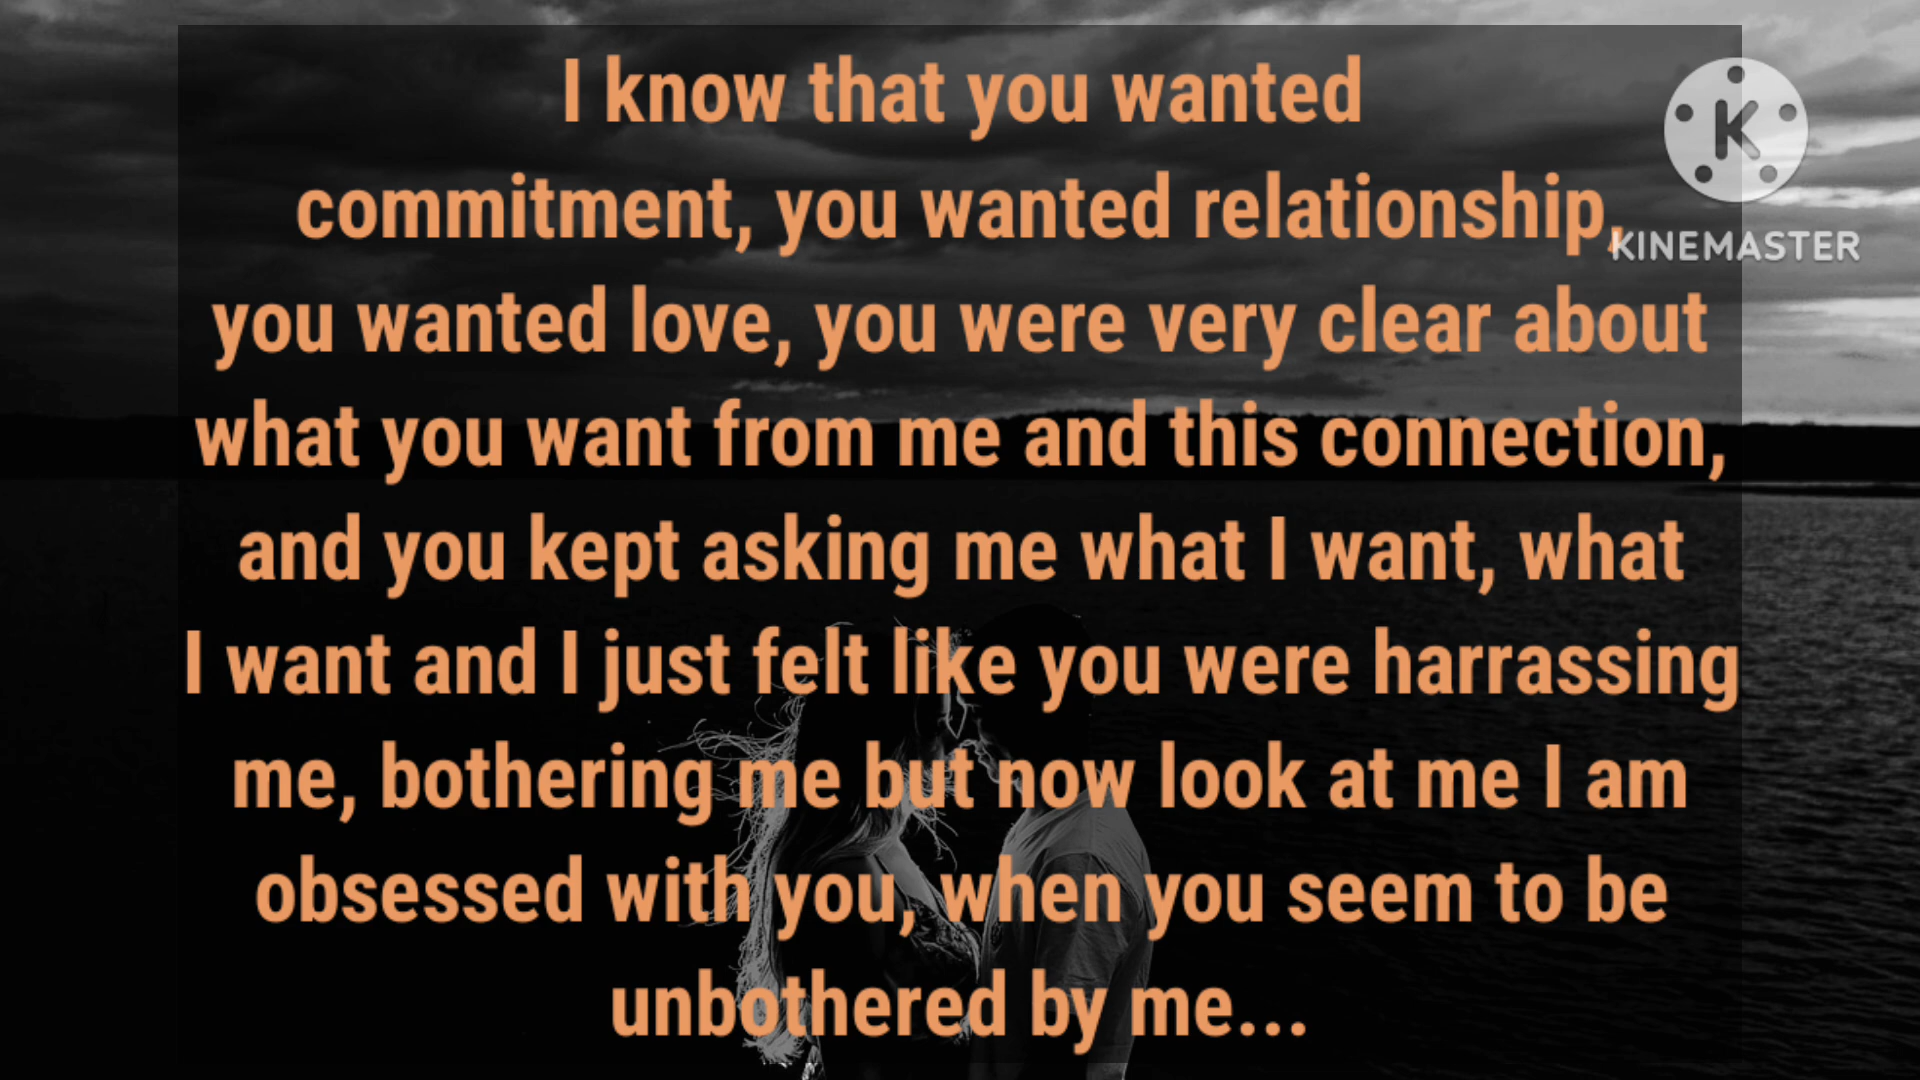 I know that you wanted
commitment, you wanted relationship,
you wanted love, you were very clear about
what you want from me and this connection,
and you kept asking me what I want, what
I want and I just felt like you were harrassing
me, bothering me but now look at me I am
obsessed with you, when you seem to be
unbothered by me...
K
KINEMASTER